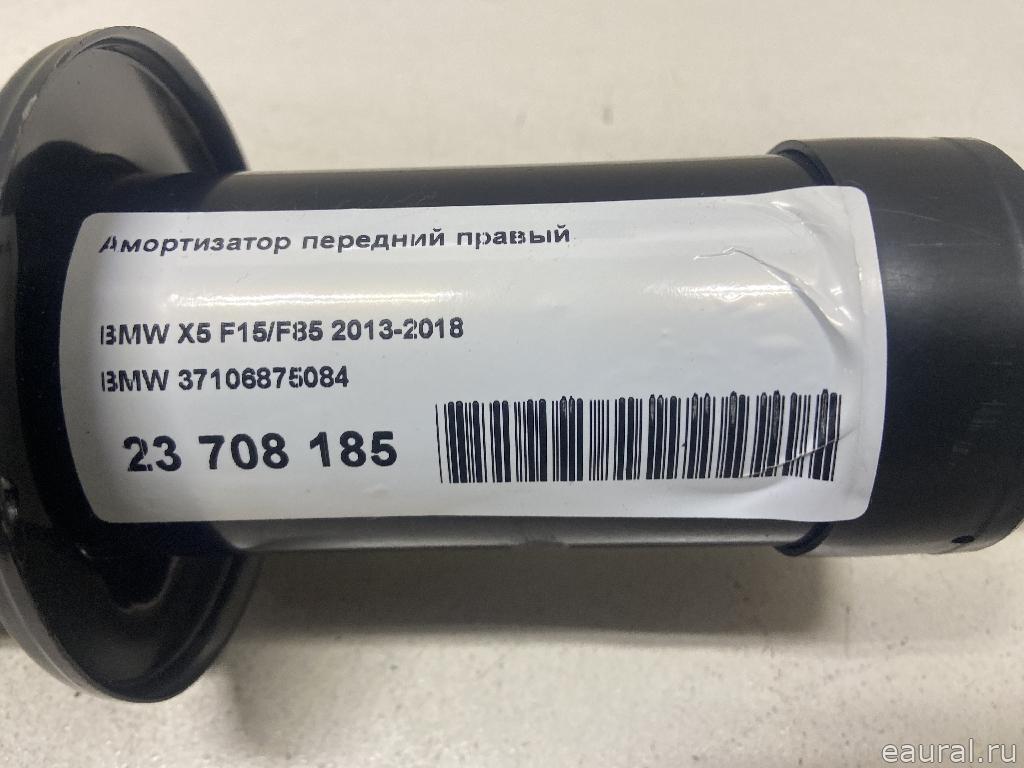 Амортизатор передний правый
BMW X5 F15/F85 2013-2018
BMW 37106875084
23 708 185
eaural.ru